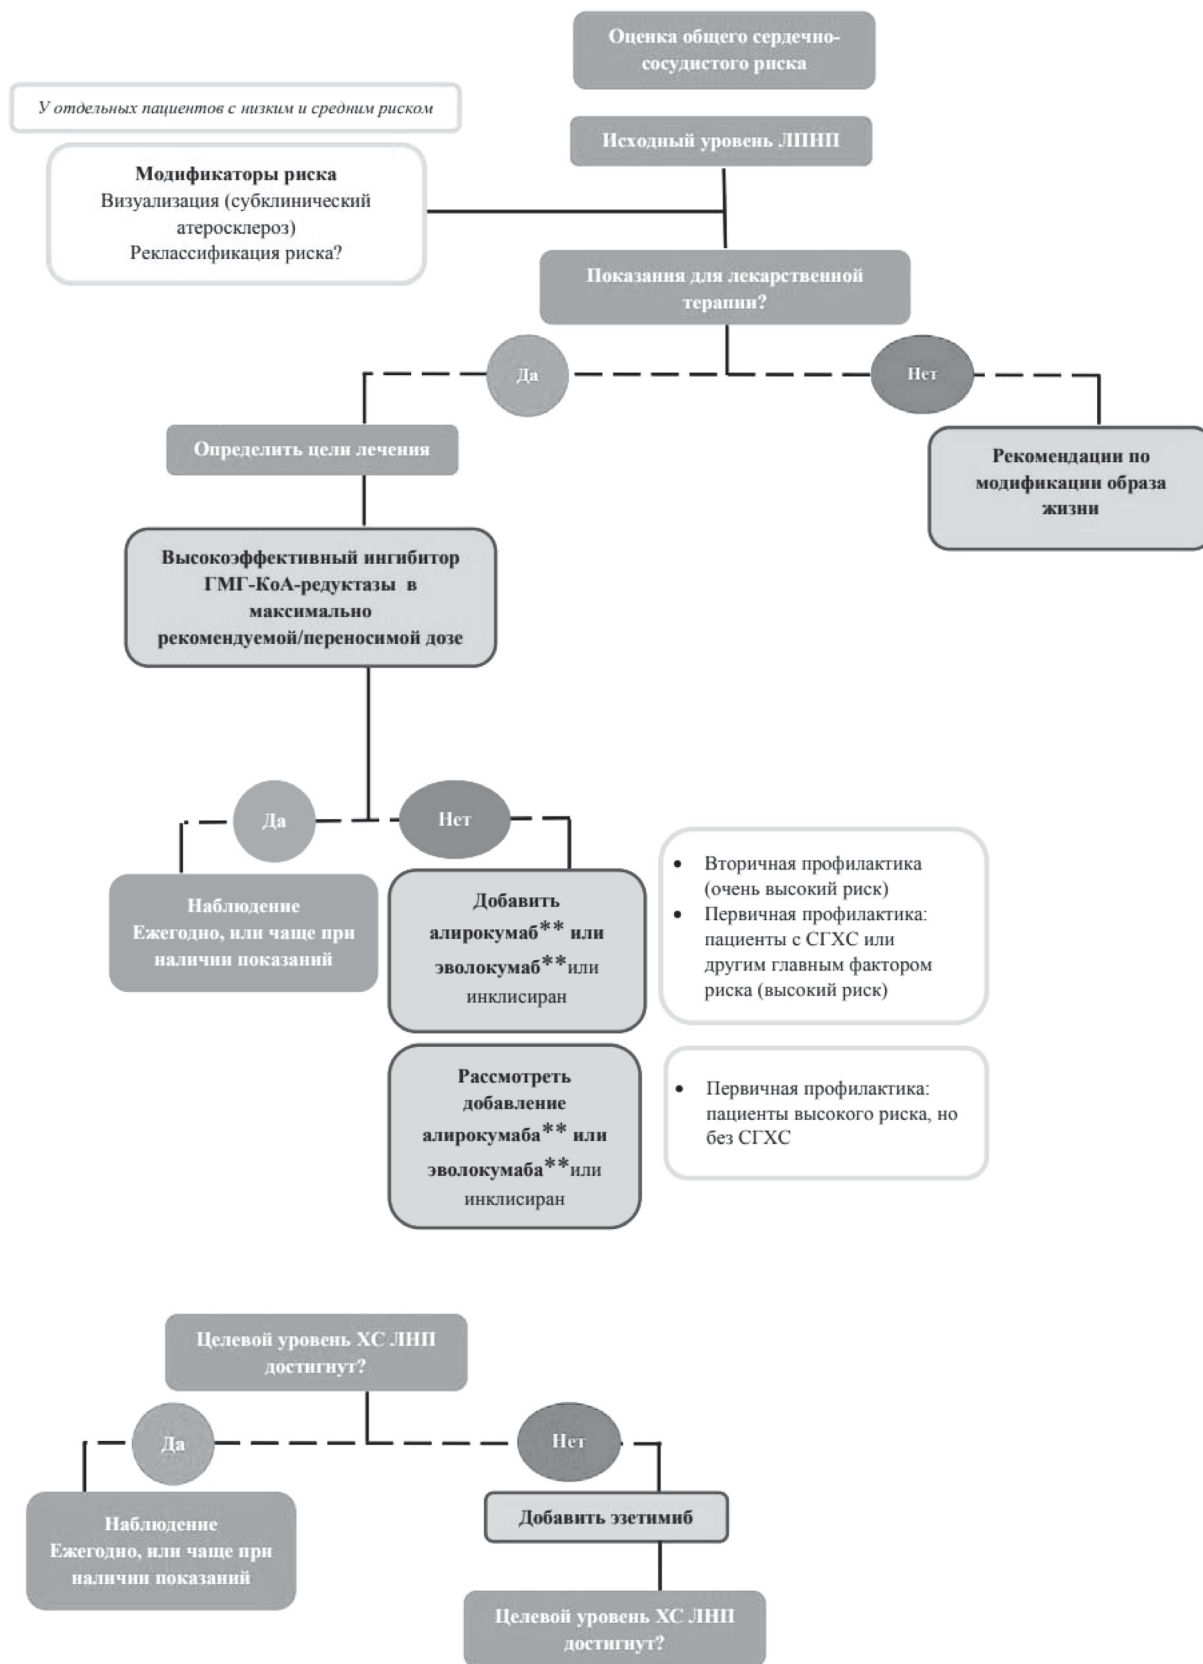 Оценка общего сердечно-
сосудистого риска
У отдельных пациентов с низким и средним риском
Исходный уровень ЛПНП
Модификаторы риска
Визуализация (субклинический
атеросклероз)
Реклассификация риска?
Показания для лекарственной
терапии?
Да
Нет
Определить цели лечения
Рекомендации по
модификации образа
жизни
Высокоэффективный ингибитор
ГМГ-КоА-редуктазы в
максимально
рекомендуемой/переносимой дозе
Да
Нет
Наблюдение
Ежегодно, или чаще при
наличии показаний
Добавить
алирокумаб** или
эволокумаб**или
инклисиран
• Вторичная профилактика
(очень высокий риск)
• Первичная профилактика:
пациенты с СГХС или
другим главным фактором
риска (высокий риск)
Рассмотреть
добавление
алирокумаба** или
эволокумаба**или
инклисиран
• Первичная профилактика:
пациенты высокого риска, но
без СГХС
Целевой уровень ХС ЛНП
достигнут?
Да
Нет
Наблюдение
Ежегодно, или чаще при
наличии показаний
Добавить эзетимиб
Целевой уровень ХС ЛНП
достигнут?